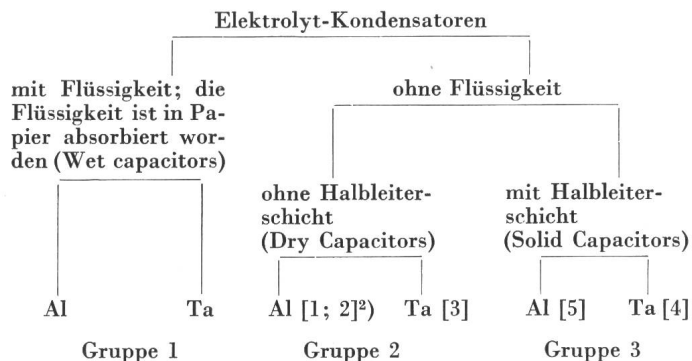 Elektrolyt-Kondensatoren
mit Flüssigkeit; die
Flüssigkeit ist in Pa-
pier absorbiert wor-
den (Wet capacitors)
ohne Flüssigkeit
ohne Halbleiter-
schicht
(Dry Capacitors)
mit Halbleiter-
schicht
(Solid Capacitors)
Al Ta Al [1; 2]²) Ta [3] Al [5] Ta [4]
Gruppe 1 Gruppe 2 Gruppe 3